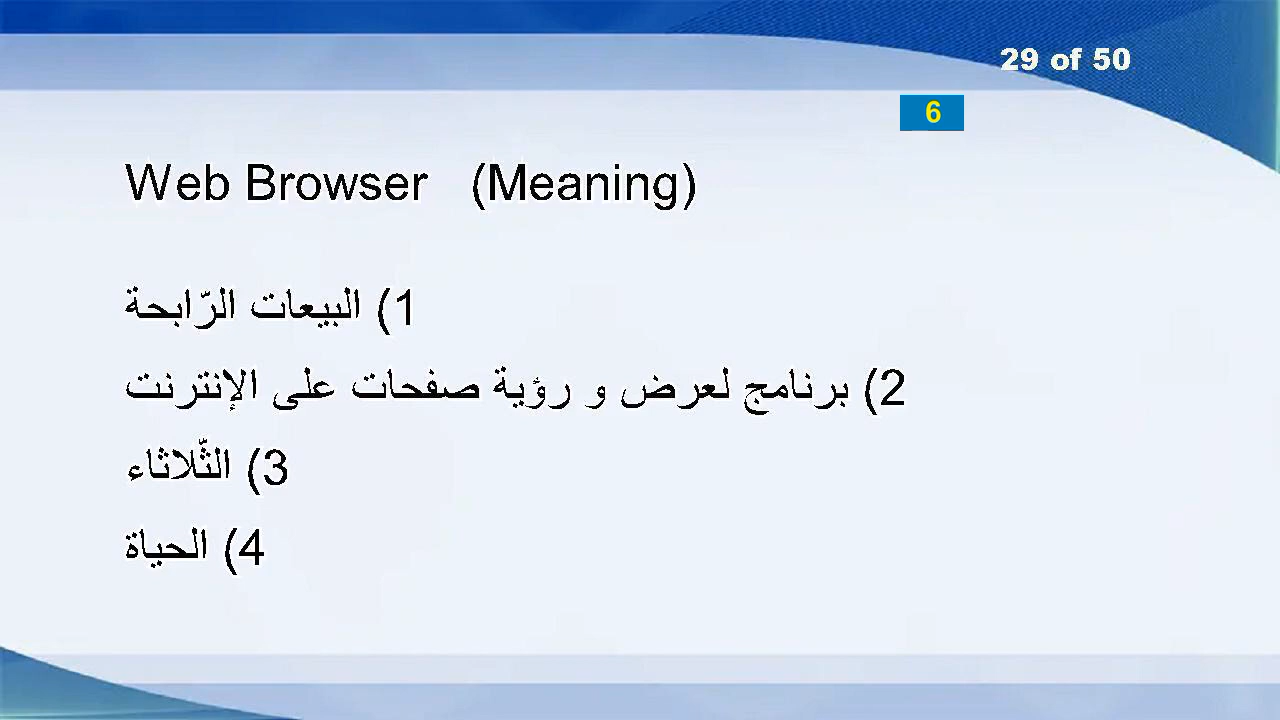 29 of 50
6
Web Browser (Meaning)
1) البيعات الرّابحة
2) برنامج لعرض و رؤية صفحات على الإنترنت
3) الثّلاثاء
4) الحياة